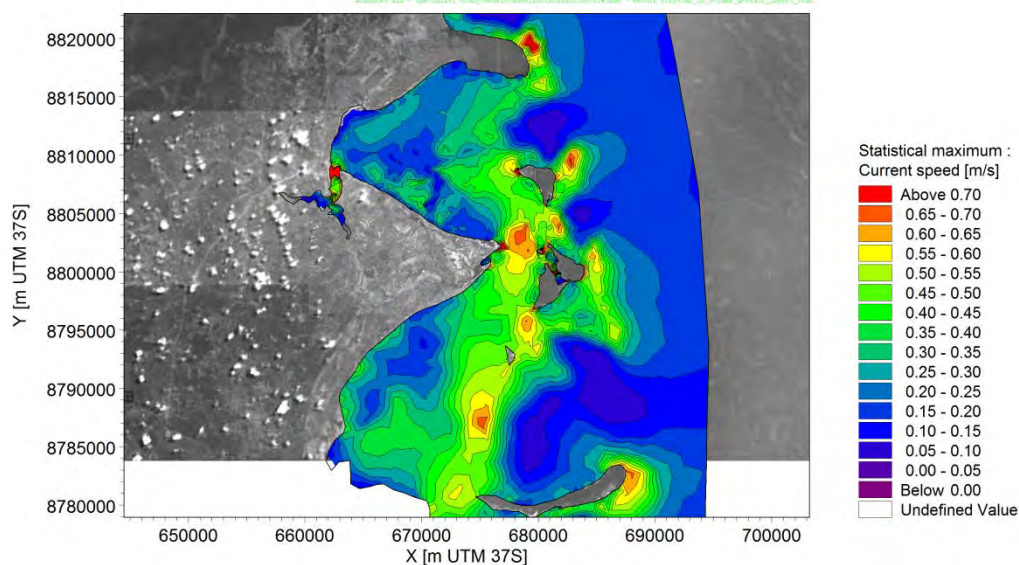 8820000
8815000
8810000
8805000
8800000
8795000
8790000
8785000
8780000
Y [m UTM 37S]
650000 660000 670000 680000 690000 700000
X [m UTM 37S]
Statistical maximum :
Current speed [m/s]
Above 0.70
0.65 - 0.70
0.60 - 0.65
0.55 - 0.60
0.50 - 0.55
0.45 - 0.50
0.40 - 0.45
0.35 - 0.40
0.30 - 0.35
0.25 - 0.30
0.20 - 0.25
0.15 - 0.20
0.10 - 0.15
0.05 - 0.10
0.00 - 0.05
Below 0.00
Undefined Value